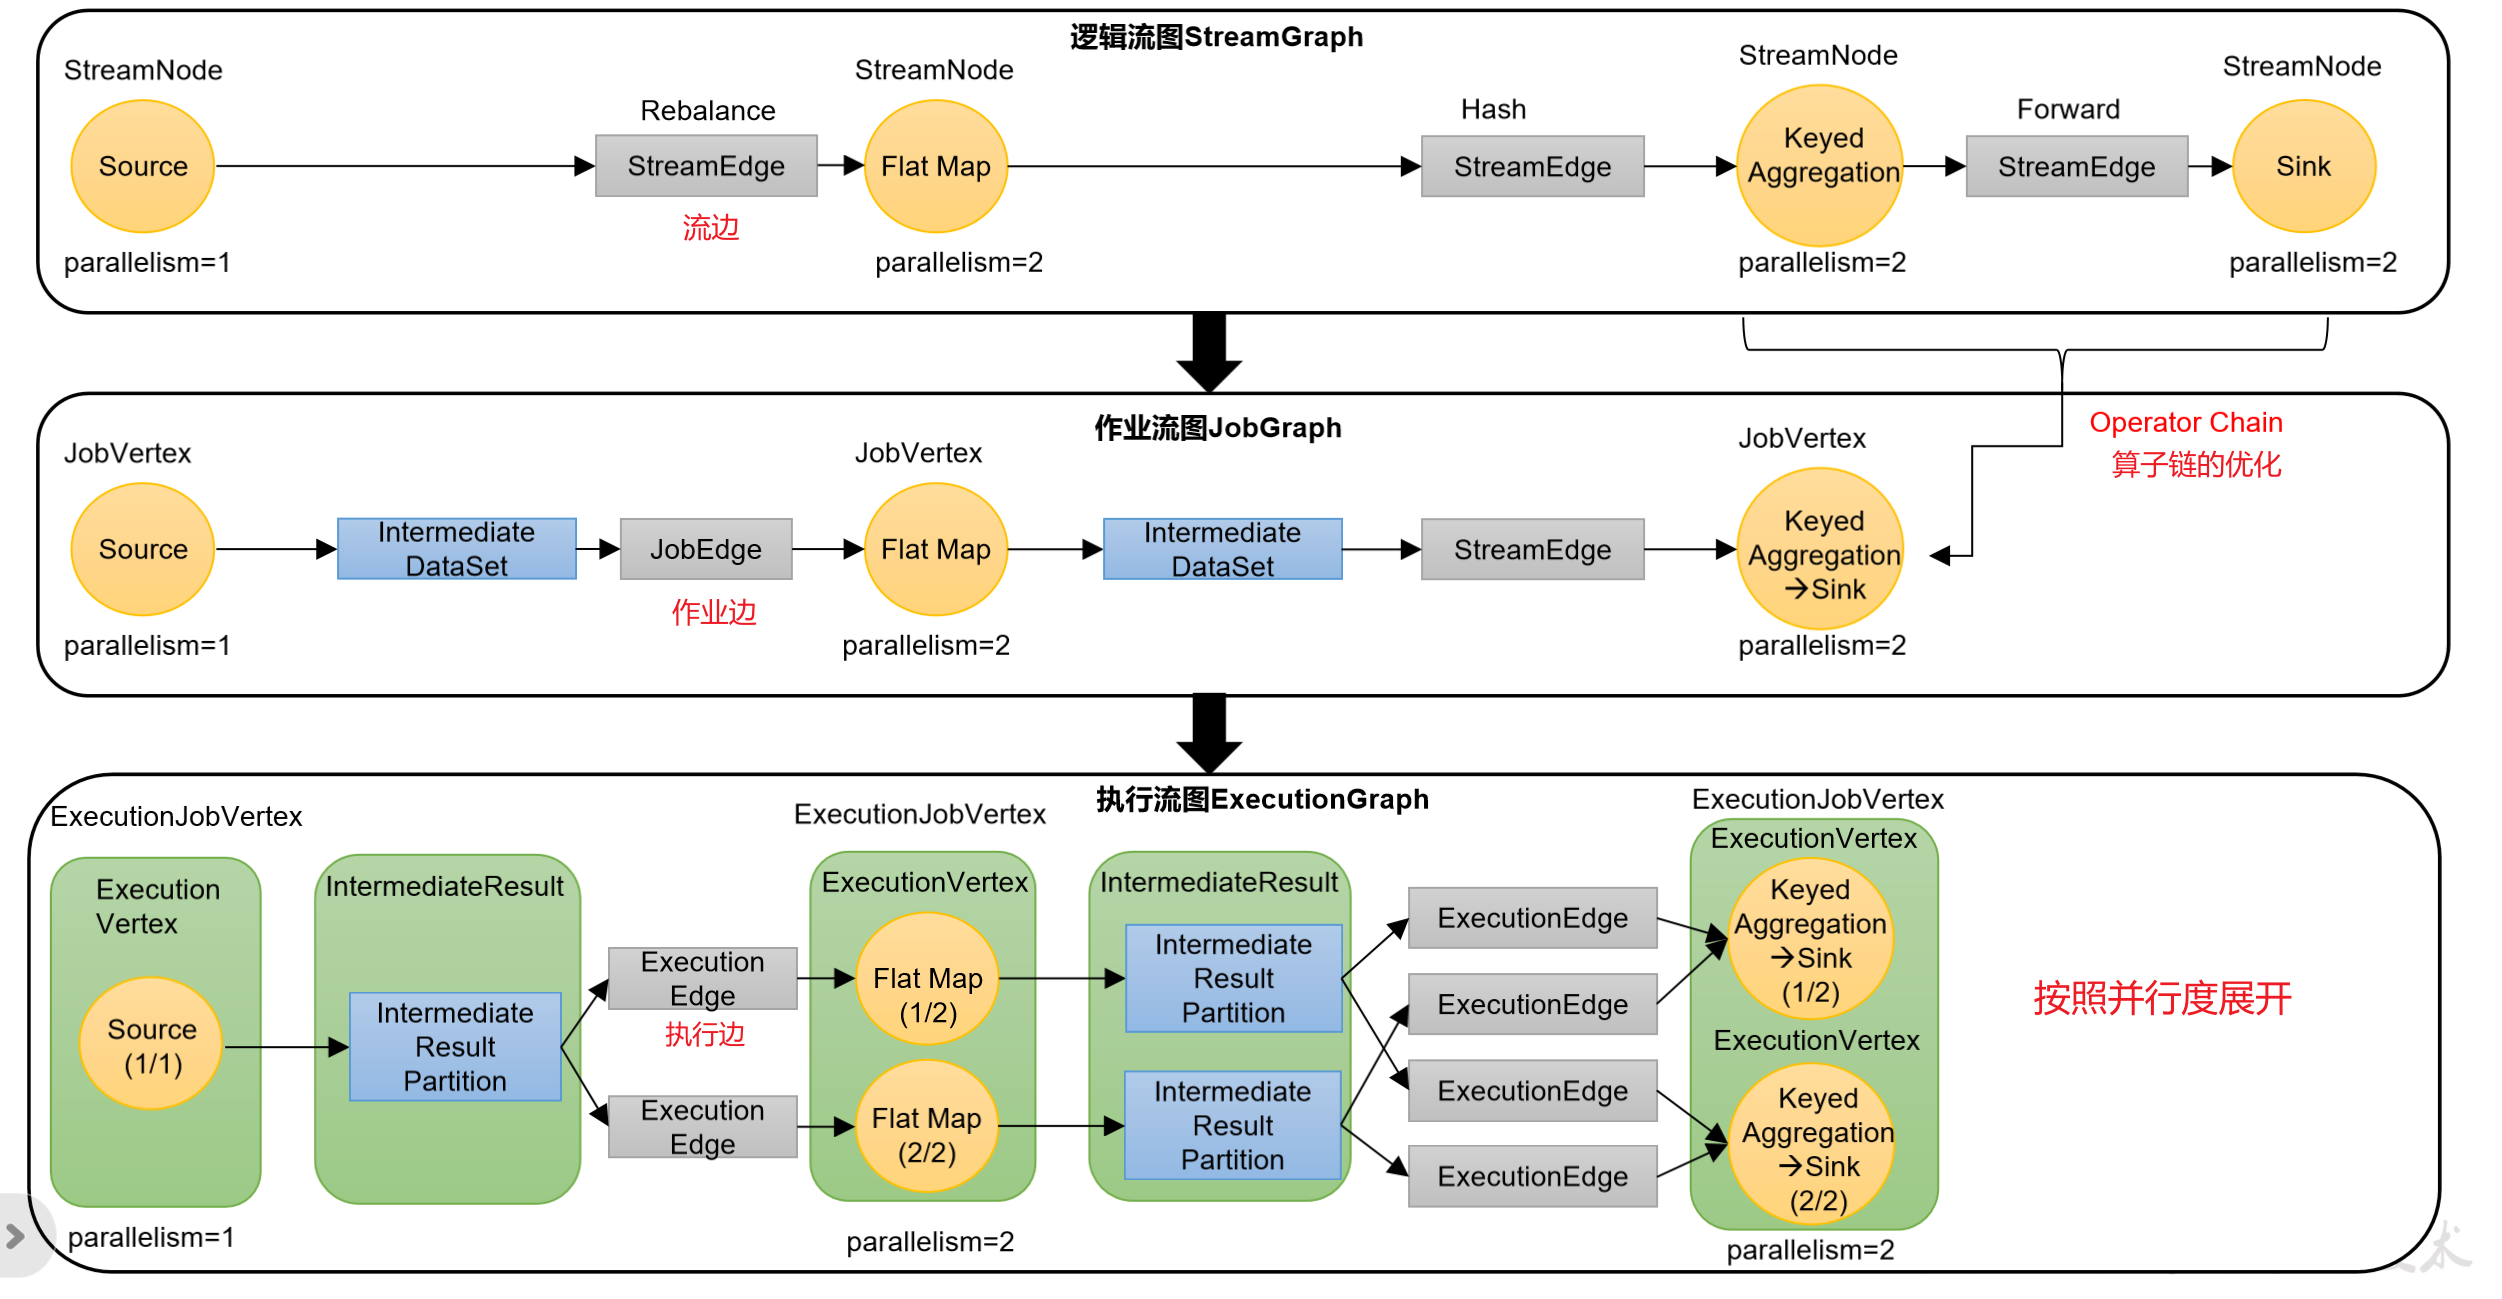 逻辑流图StreamGraph
StreamNode
StreamNode
StreamNode
StreamNode
Rebalance
Hash
Forward
Source
StreamEdge
Flat Map
StreamEdge
Keyed
Aggregation
StreamEdge
Sink
流边
parallelism=1
parallelism=2
parallelism=2
parallelism=2
作业流图JobGraph
Operator Chain
算子链的优化
JobVertex
JobVertex
JobVertex
Source
Intermediate
DataSet
JobEdge
Flat Map
Intermediate
DataSet
StreamEdge
Keyed
Aggregation
→Sink
作业边
parallelism=1
parallelism=2
parallelism=2
执行流图ExecutionGraph
ExecutionJobVertex
ExecutionJobVertex
ExecutionJobVertex
Execution
Vertex
Source
(1/1)
IntermediateResult
Intermediate
Result
Partition
Execution
Edge
执行边
Execution
Edge
ExecutionVertex
Flat Map
(1/2)
Flat Map
(2/2)
IntermediateResult
Intermediate
Result
Partition
Intermediate
Result
Partition
ExecutionEdge
ExecutionEdge
ExecutionEdge
ExecutionEdge
ExecutionVertex
Keyed
Aggregation
→Sink
(1/2)
ExecutionVertex
Keyed
Aggregation
→Sink
(2/2)
按照并行度展开
parallelism=1
parallelism=2
parallelism=2
术